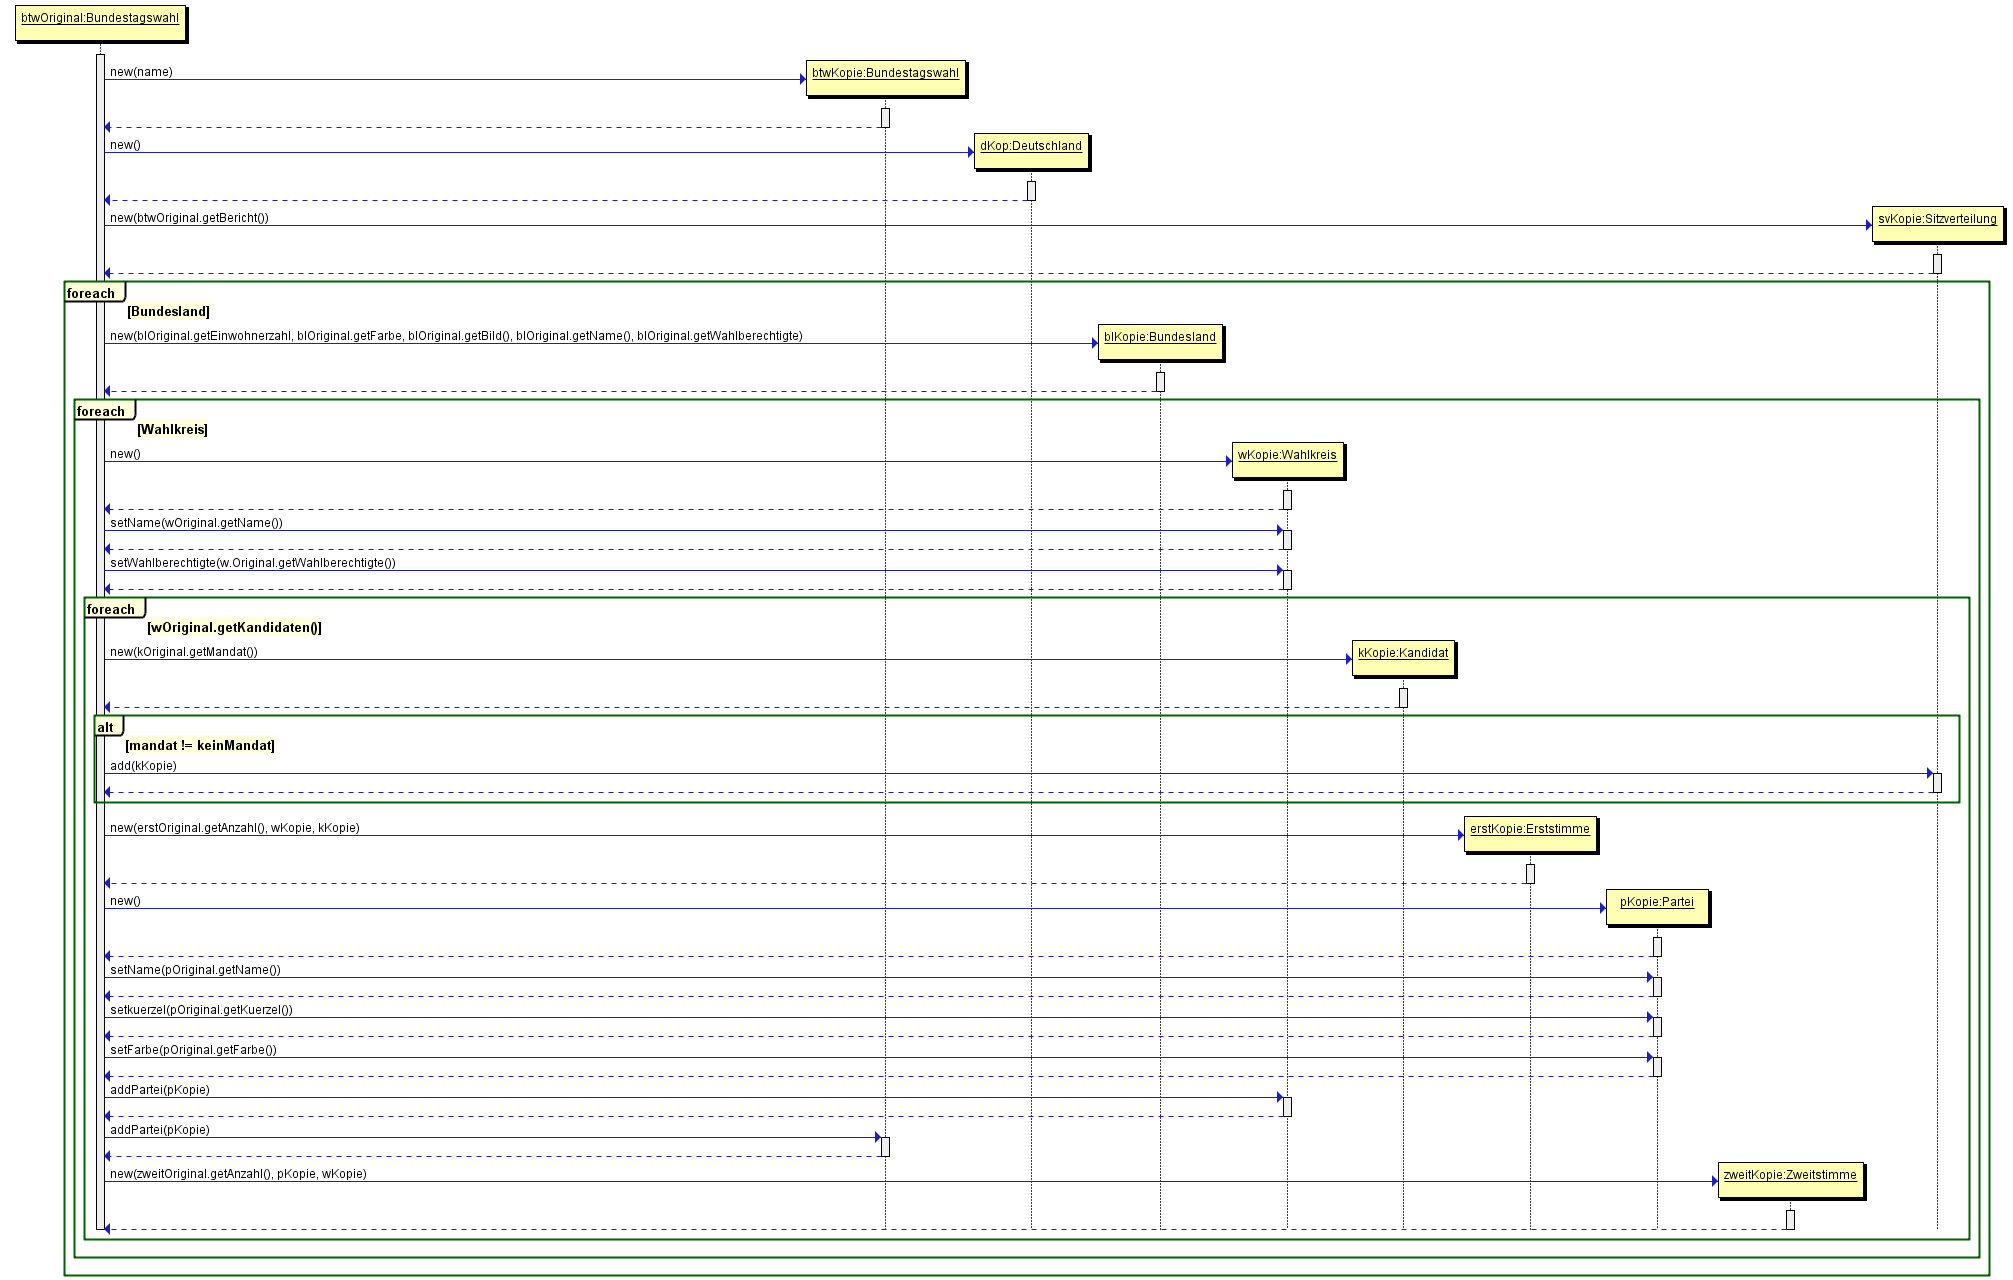 btwOriginal:Bundestagswahl
new(name)
btwKopie:Bundestagswahl
new()
dKop:Deutschland
new(btwOriginal.getBericht())
svKopie:Sitzverteilung
foreach
[Bundesland]
new(blOriginal.getEinwohnerzahl, blOriginal.getFarbe, blOriginal.getBild(), blOriginal.getName(), blOriginal.getWahlberechtigte)
blKopie:Bundesland
foreach
[Wahlkreis]
new()
wKopie:Wahlkreis
setName(wOriginal.getName())
setWahlberechtigte(w.Original.getWahlberechtigte())
foreach
[wOriginal.getKandidaten()]
new(kOriginal.getMandat())
kKopie:Kandidat
alt
[mandat != keinMandat]
add(kKopie)
new(erstOriginal.getAnzahl(), wKopie, kKopie)
erstKopie:Erststimme
new()
pKopie:Partei
setName(pOriginal.getName())
setkuerzel(pOriginal.getKuerzel())
setFarbe(pOriginal.getFarbe())
addPartei(pKopie)
addPartei(pKopie)
new(zweitOriginal.getAnzahl(), pKopie, wKopie)
zweitKopie:Zweitstimme